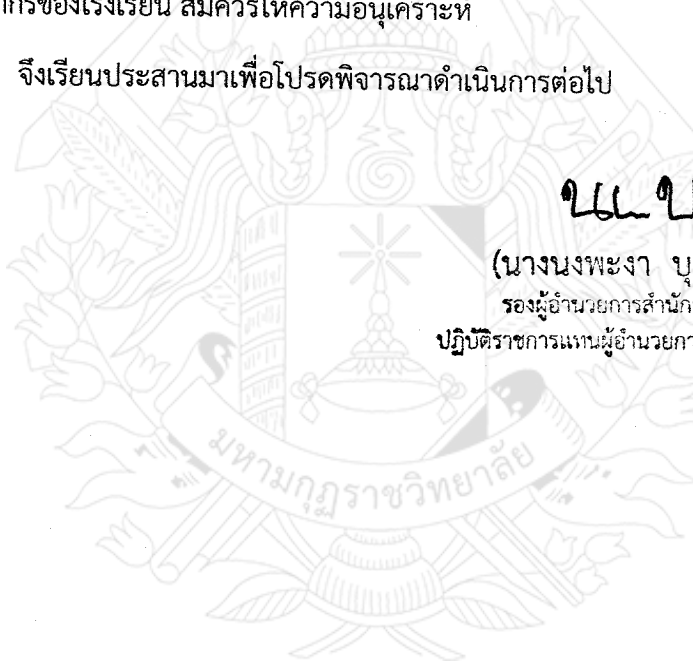 ของโรงเรียน สมควรให้ความอนุเคราะห์
จึงเรียนประสานมาเพื่อโปรดพิจารณาดำเนินการต่อไป
(นางนงพะงา
รองผู้อำนวยการสำนัก
ปฏิบัติราชการแทนผู้อำนวยกา
มหามกุฏราชวิทยาลัย